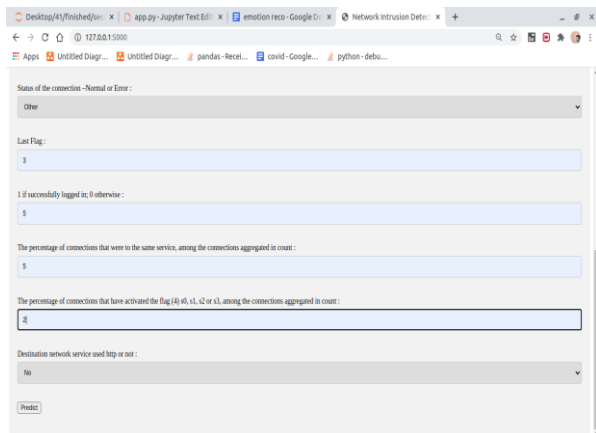 Desktop/41/finished/sec
app.py - Jupyter Text Edit
emotion reco - Google Do
Network Intrusion Detec
127.0.0.1:5000
Apps
Untitled Diagr...
Untitled Diagr...
pandas - Recei...
covid - Google...
python - debu...
Status of the connection –Normal or Error :
Other
Last Flag :
3
1 if successfully logged in; 0 otherwise :
5
The percentage of connections that were to the same service, among the connections aggregated in count :
5
The percentage of connections that have activated the flag (4) s0, s1, s2 or s3, among the connections aggregated in count :
Destination network service used http or not :
No
Predict